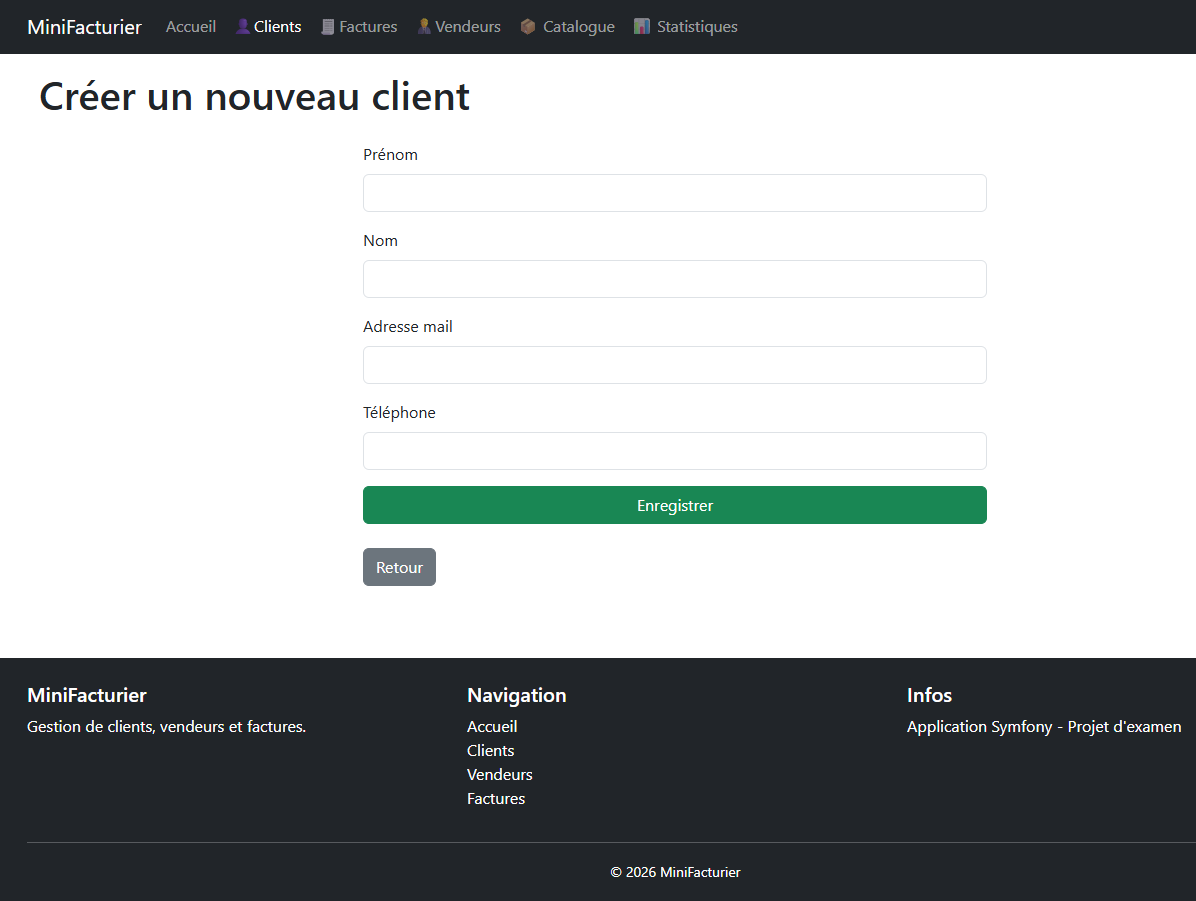 MiniFacturier Accueil Clients Factures Vendeurs Catalogue Statistiques
Créer un nouveau client
Prénom
Nom
Adresse mail
Téléphone
Enregistrer
Retour
MiniFacturier
Gestion de clients, vendeurs et factures.
Navigation
Accueil
Clients
Vendeurs
Factures
Infos
Application Symfony - Projet d'examen
© 2026 MiniFacturier